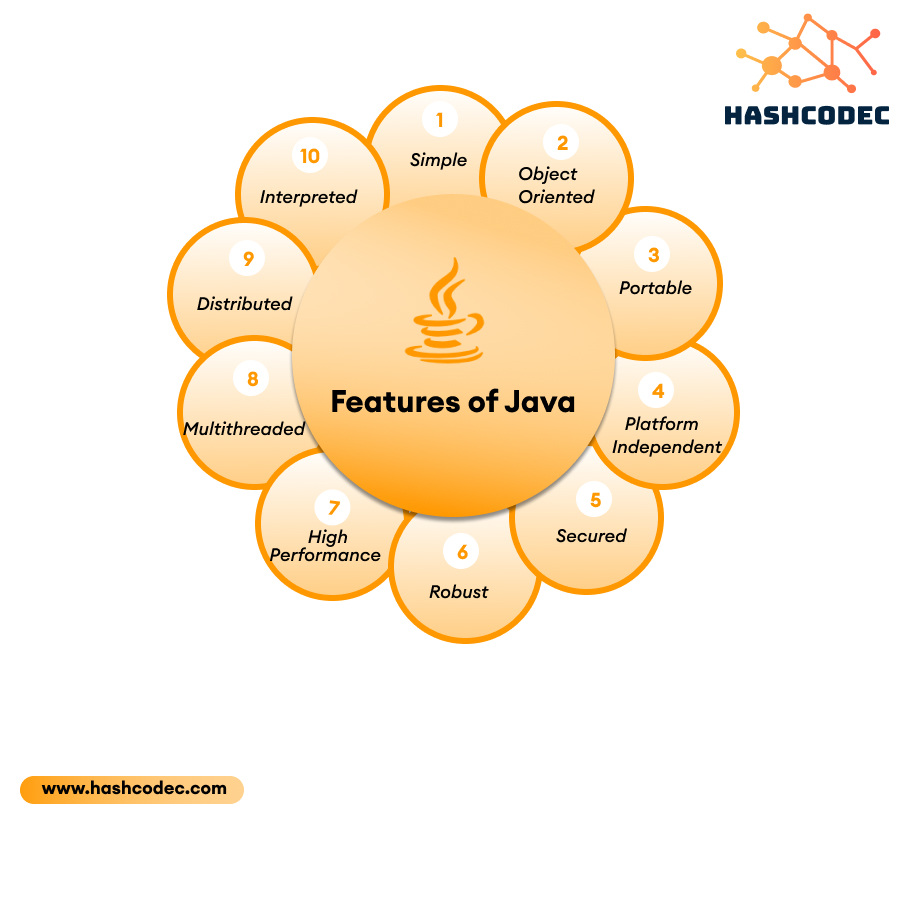 HASHCODEC
1
Simple
2
Object
Oriented
3
Portable
4
Platform
Independent
5
Secured
6
Robust
7
High
Performance
8
Multithreaded
9
Distributed
10
Interpreted
Features of Java
www.hashcodec.com